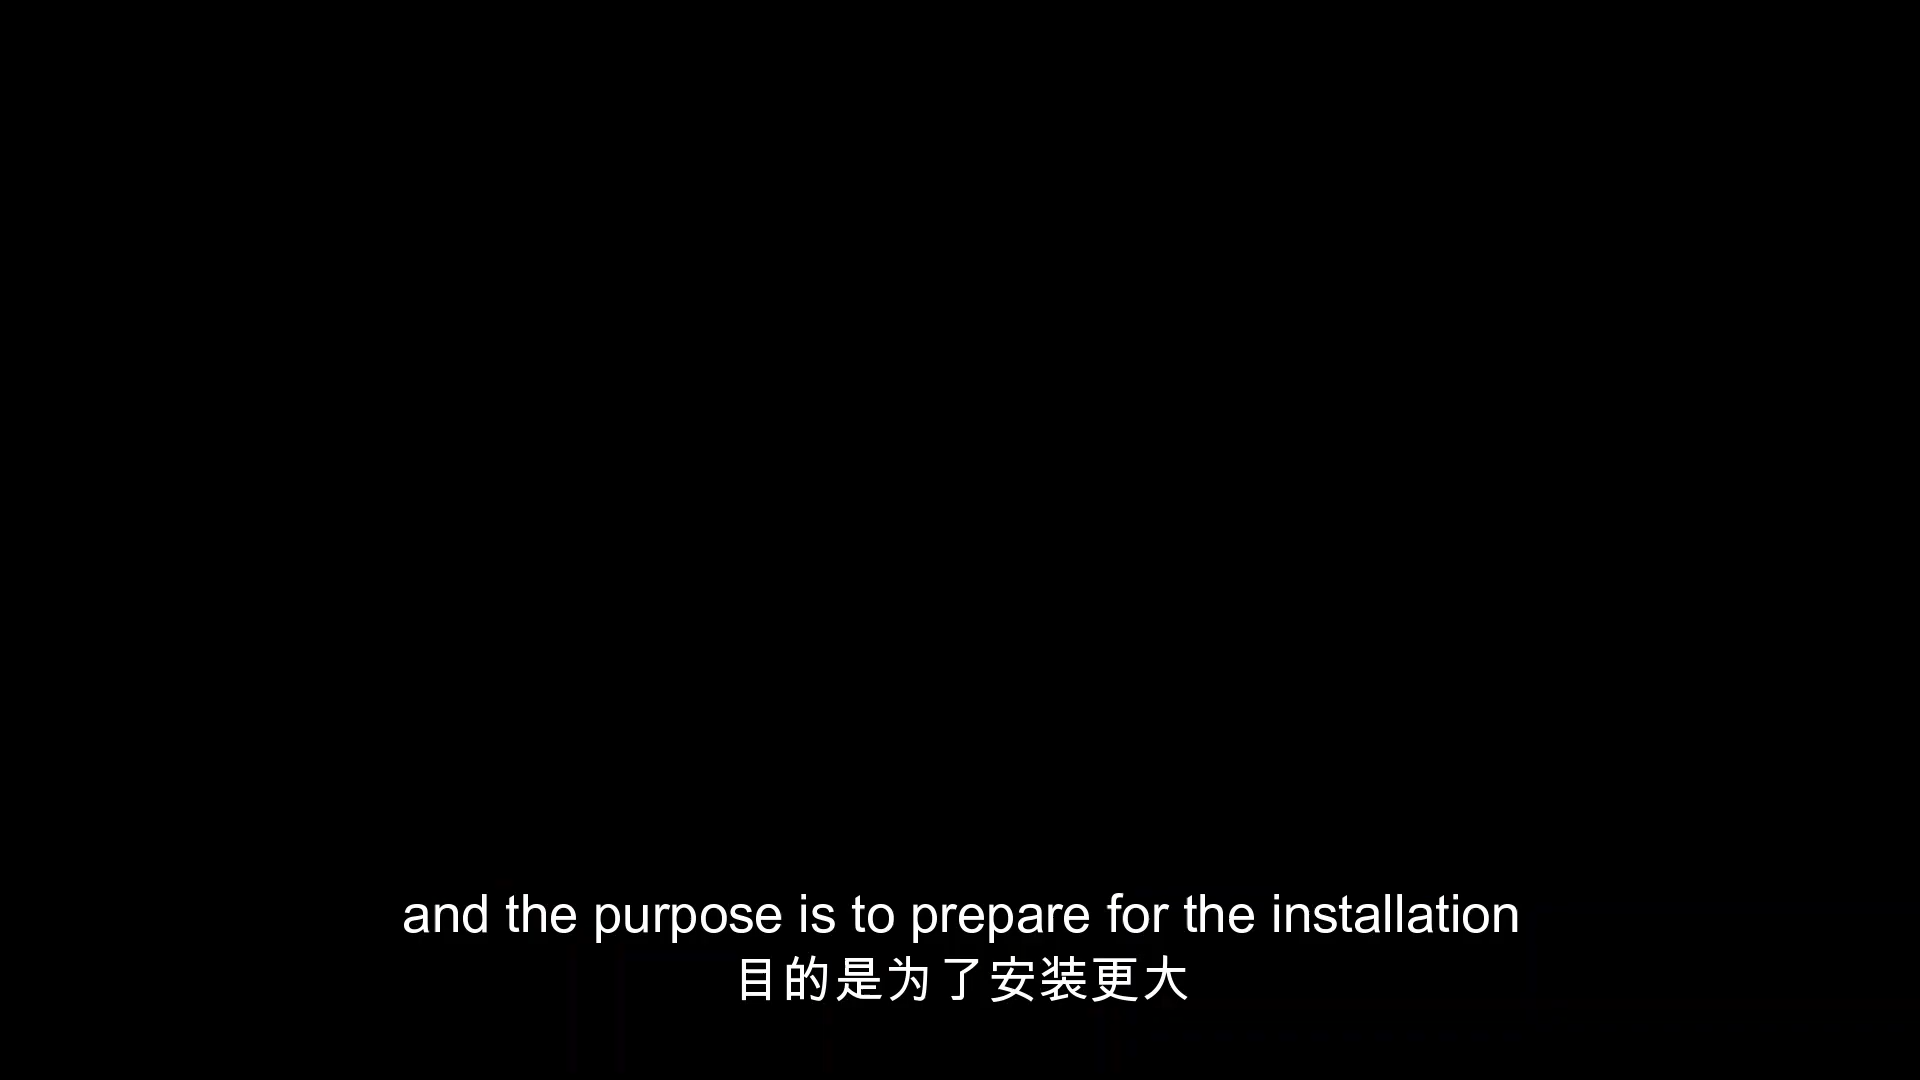 and the purpose is to prepare for the installation
目的是为了安装更大